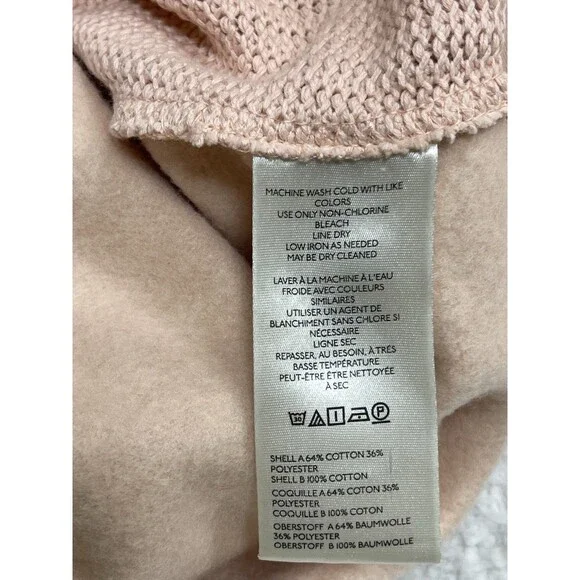 MACHINE WASH COLD WITH LIKE
COLORS
USE ONLY NON-CHLORINE
BLEACH
LINE DRY
LOW IRON AS NEEDED
MAY BE DRY CLEANED
LAVER À LA MACHINE À L'EAU
FROIDE AVEC COULEURS
SIMILAIRES
UTILISER UN AGENT DE
BLANCHIMENT SANS CHLORE SI
NÉCESSAIRE
LIGNE SEC
REPASSER, AU BESOIN, À TRÈS
BASSE TEMPÉRATURE
PEUT-ÊTRE ÊTRE NETTOYÉE
À SEC
30 P
SHELL A 64% COTTON 36%
POLYESTER
SHELL B 100% COTTON
COQUILLE A 64% COTON 36%
POLYESTER
COQUILLE B 100% COTON
OBERSTOFF A 64% BAUMWOLLE
36% POLYESTER
OBERSTOFF B 100% BAUMWOLLE